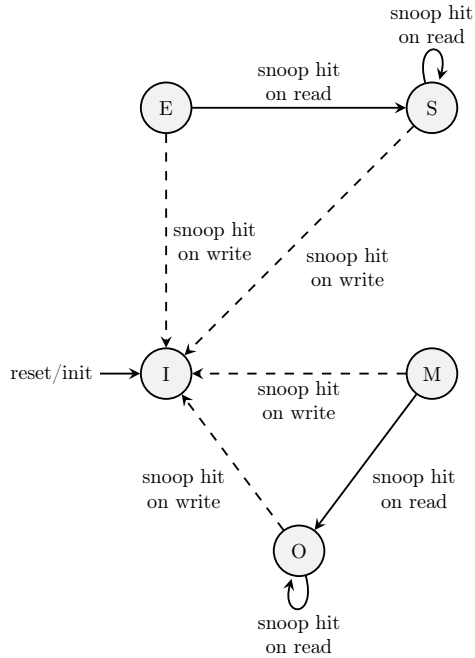 snoop hit
on read
snoop hit
on read
E
S
snoop hit
on write
snoop hit
on write
reset/init
I
M
snoop hit
on write
snoop hit
on write
snoop hit
on read
O
snoop hit
on read